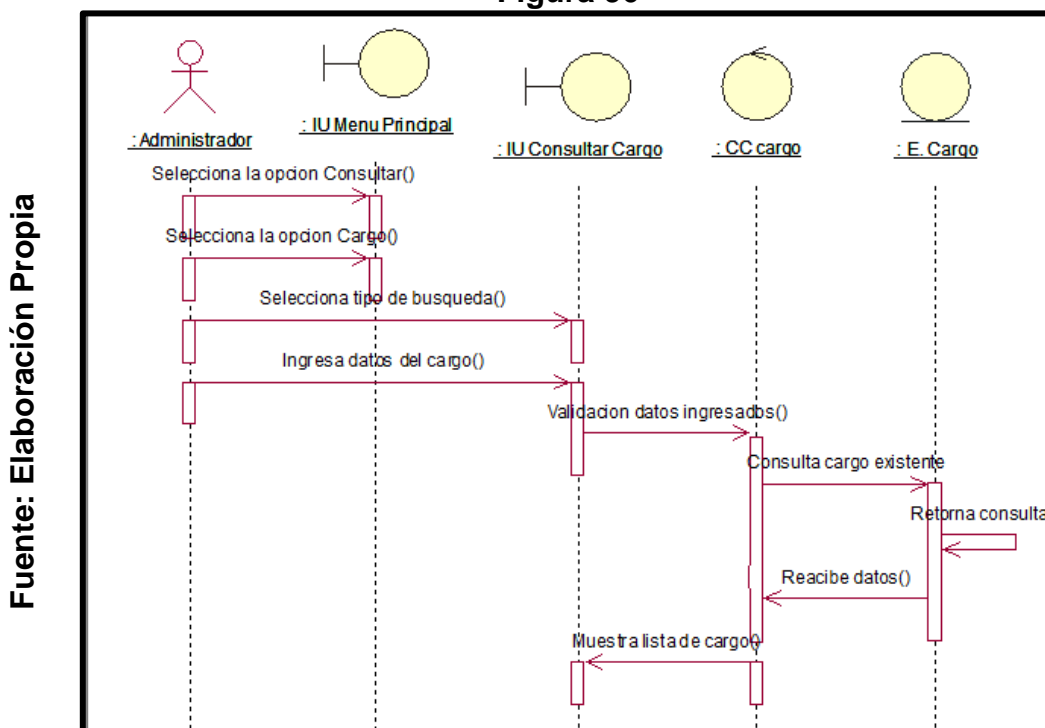 Fuente: Elaboración Propia
: Administrador
: IU Menu Principal
: IU Consultar Cargo
: CC cargo
: E. Cargo
Selecciona la opcion Consultar()
Selecciona la opcion Cargo()
Selecciona tipo de busqueda()
Ingresa datos del cargo()
Validacion datos ingresados()
Consulta cargo existente
Retorna consulta
Reacibe datos()
Muestra lista de cargo()